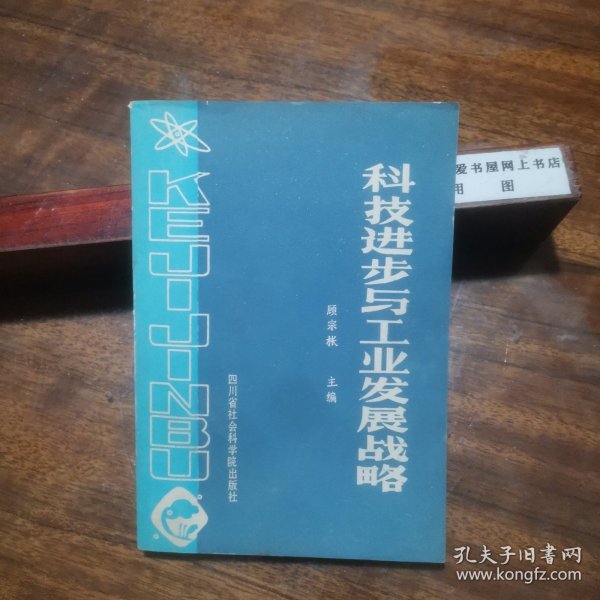 科技进步与工业发展战略
顾宗枨 主编
四川省社会科学院出版社
KEJIJINBU
爱书屋网上书店
用 图
孔夫子旧书网
www.kongfz.com